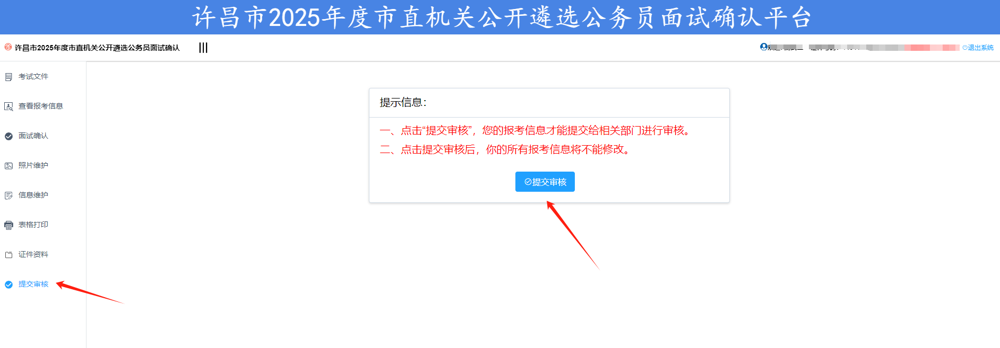 许昌市2025年度市直机关公开遴选公务员面试确认平台
许昌市2025年度市直机关公开遴选公务员面试确认
退出系统
考试文件
查看报考信息
面试确认
照片维护
信息维护
表格打印
证件资料
提交审核
提示信息：
一、点击“提交审核”，您的报考信息才能提交给相关部门进行审核。
二、点击提交审核后，你的所有报考信息将不能修改。
提交审核